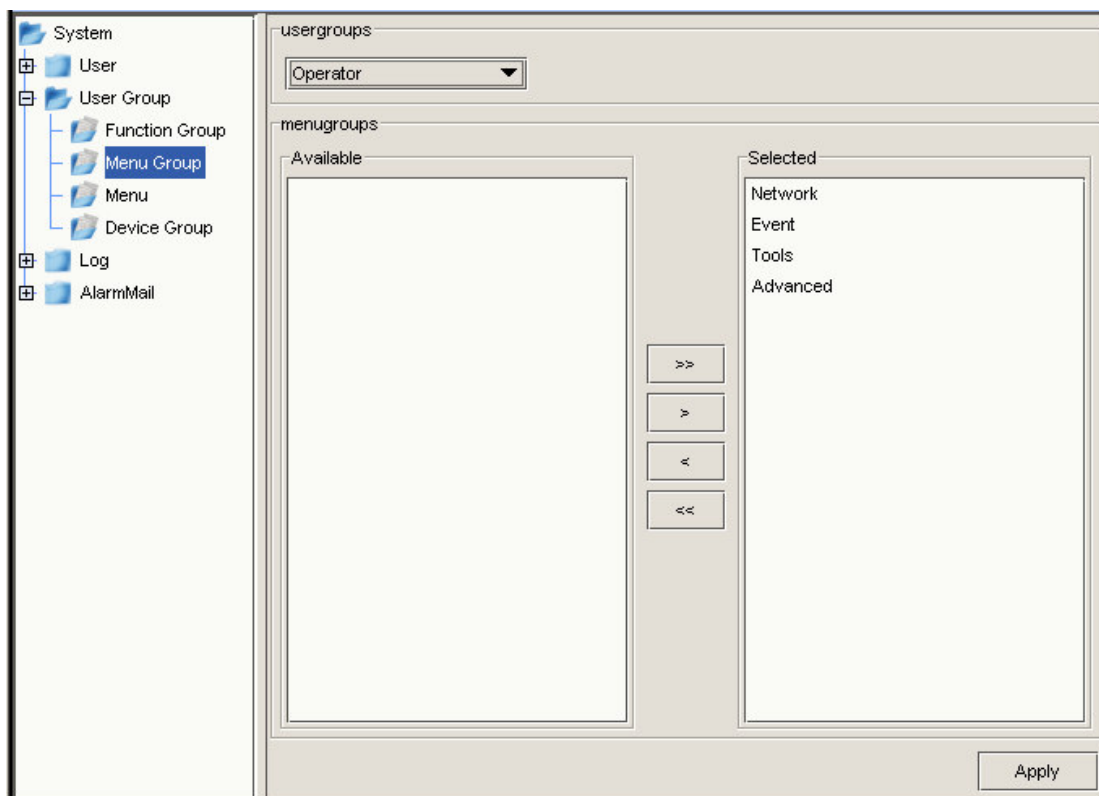 System
User
User Group
Function Group
Menu Group
Menu
Device Group
Log
AlarmMail
usergroups
Operator
menugroups
Available
>>
>
<
<<
Selected
Network
Event
Tools
Advanced
Apply